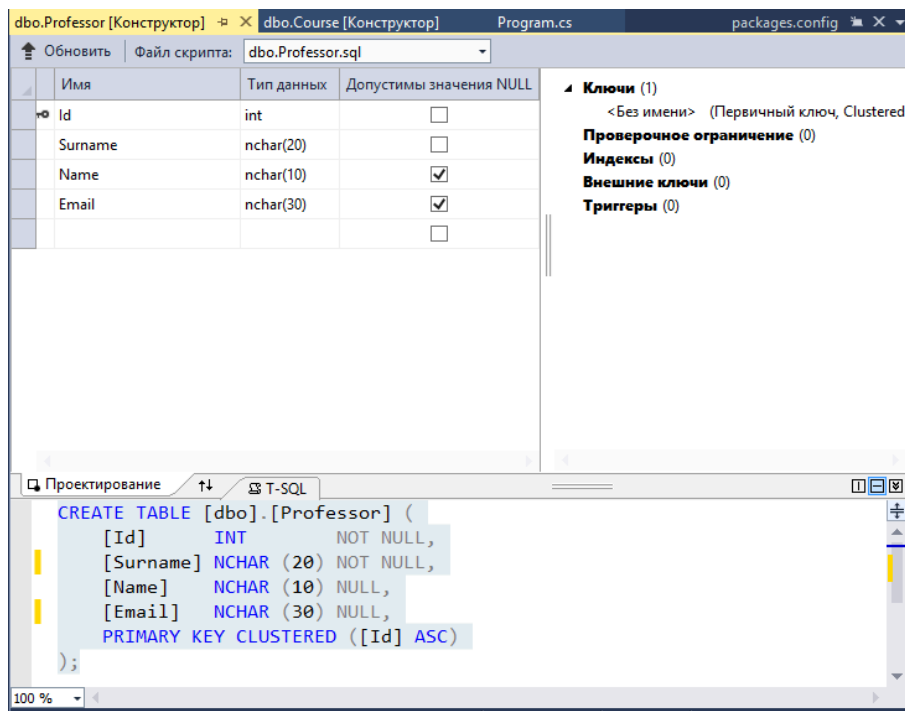 dbo.Professor [Конструктор] dbo.Course [Конструктор] Program.cs packages.config
Обновить Файл скрипта: dbo.Professor.sql
Имя Тип данных Допустимы значения NULL
Id int
Surname nchar(20)
Name nchar(10)
Email nchar(30)
Ключи (1)
<Без имени> (Первичный ключ, Clustered
Проверочное ограничение (0)
Индексы (0)
Внешние ключи (0)
Триггеры (0)
Проектирование T-SQL
CREATE TABLE [dbo].[Professor] (
[Id] INT NOT NULL,
[Surname] NCHAR (20) NOT NULL,
[Name] NCHAR (10) NULL,
[Email] NCHAR (30) NULL,
PRIMARY KEY CLUSTERED ([Id] ASC)
);
100 %